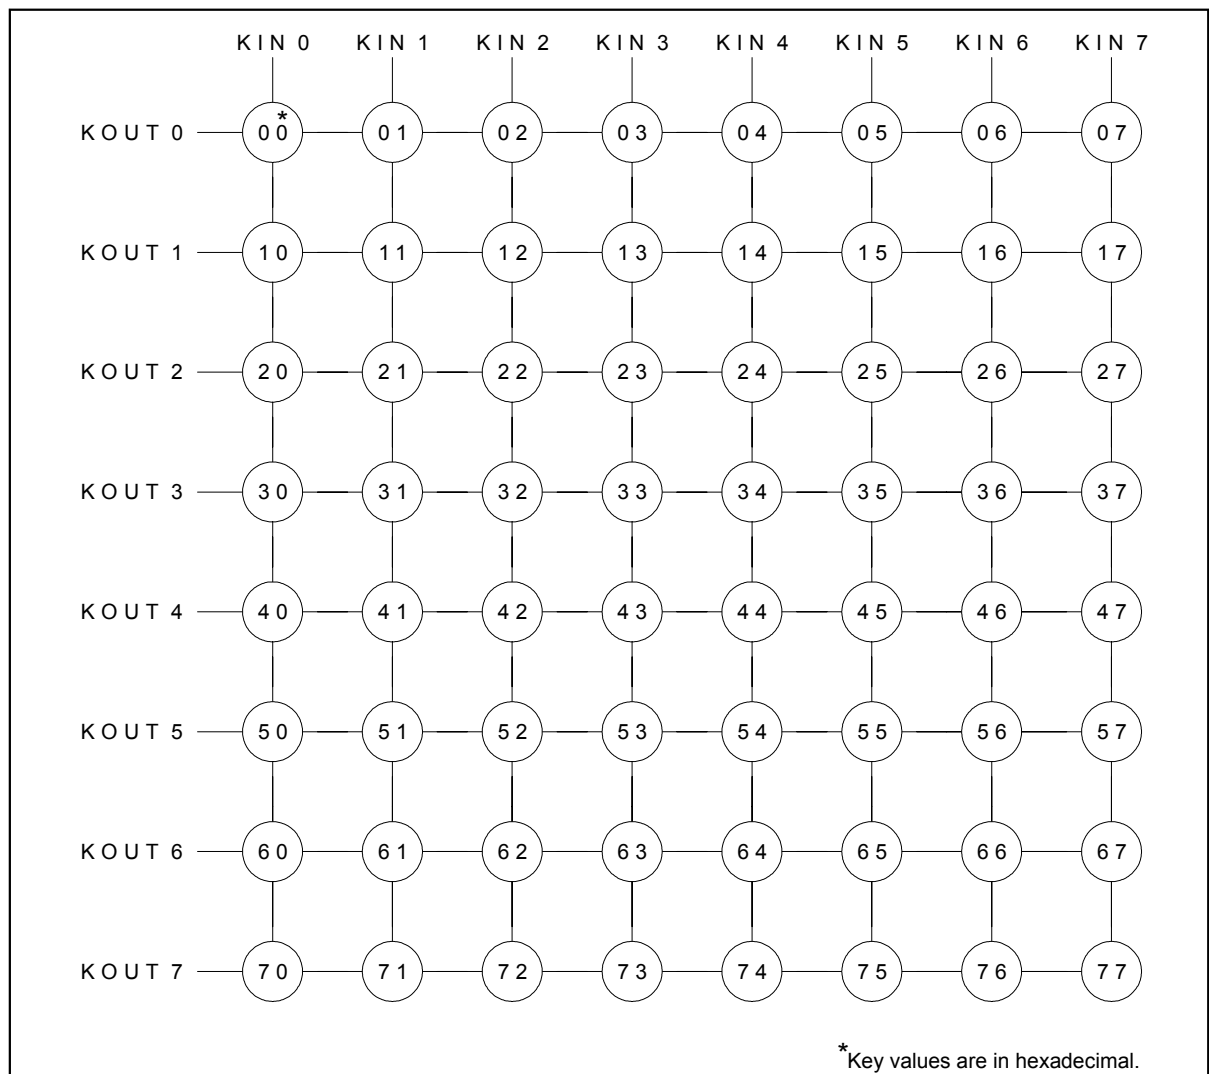 KIN 0 KIN 1 KIN 2 KIN 3 KIN 4 KIN 5 KIN 6 KIN 7
KOUT 0 00* 01 02 03 04 05 06 07
KOUT 1 10 11 12 13 14 15 16 17
KOUT 2 20 21 22 23 24 25 26 27
KOUT 3 30 31 32 33 34 35 36 37
KOUT 4 40 41 42 43 44 45 46 47
KOUT 5 50 51 52 53 54 55 56 57
KOUT 6 60 61 62 63 64 65 66 67
KOUT 7 70 71 72 73 74 75 76 77
*Key values are in hexadecimal.